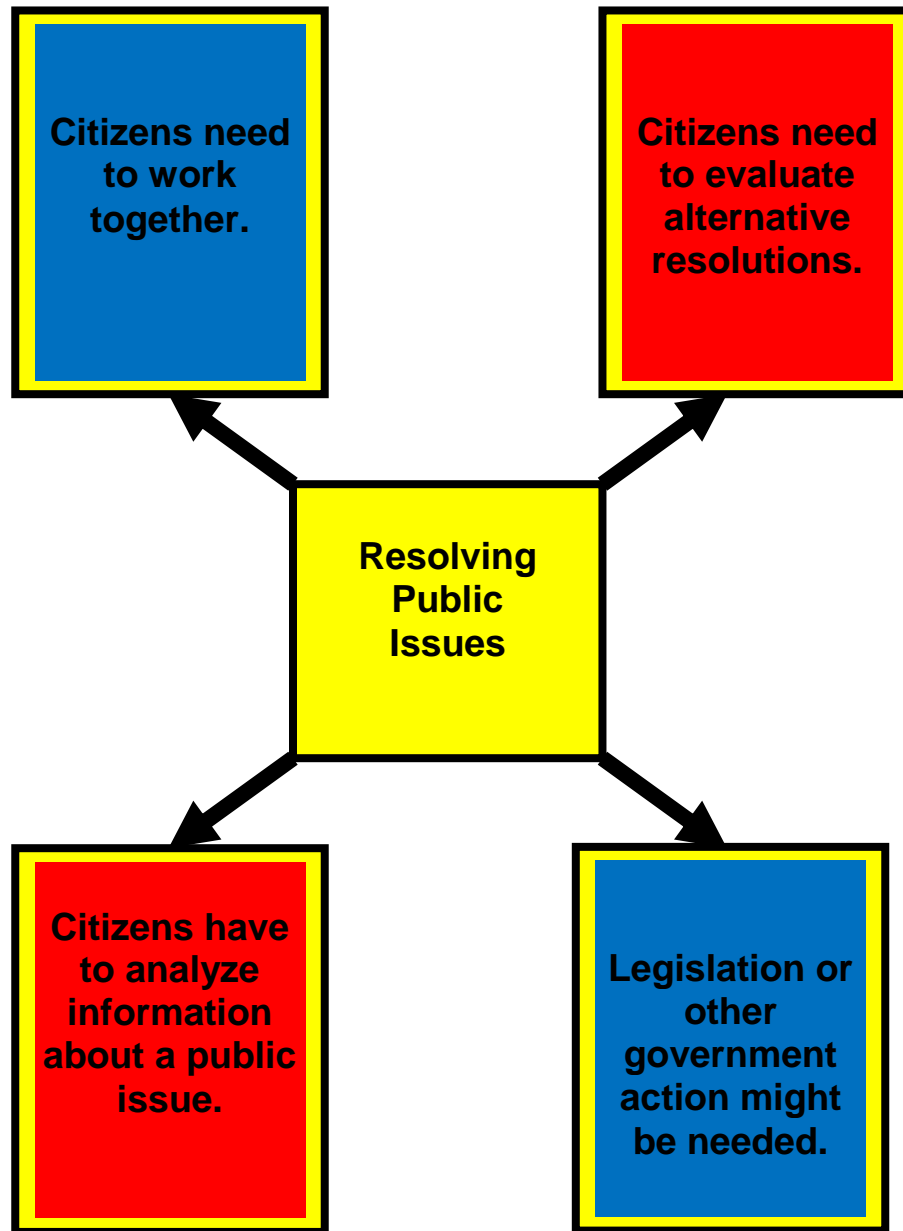 Citizens need
to work
together.
Citizens need
to evaluate
alternative
resolutions.
Resolving
Public
Issues
Citizens have
to analyze
information
about a public
issue.
Legislation or
other
government
action might
be needed.